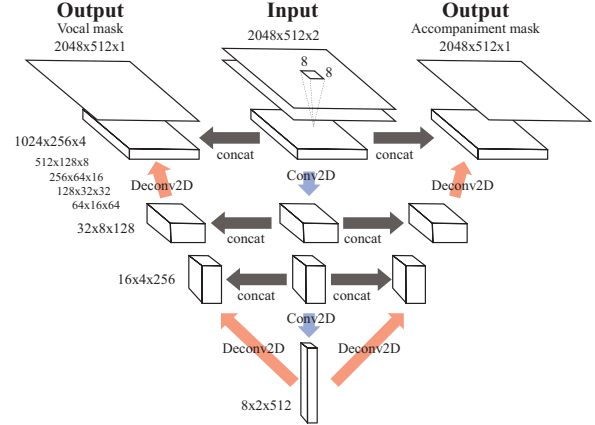 Output
Input
Output
Vocal mask
Accompaniment mask
2048x512x1
2048x512x2
2048x512x1
8
8
1024x256x4
concat
concat
512x128x8
Deconv2D
Conv2D
Deconv2D
256x64x16
128x32x32
64x16x64
32x8x128
concat
concat
16x4x256
concat
concat
Conv2D
Deconv2D
Deconv2D
8x2x512